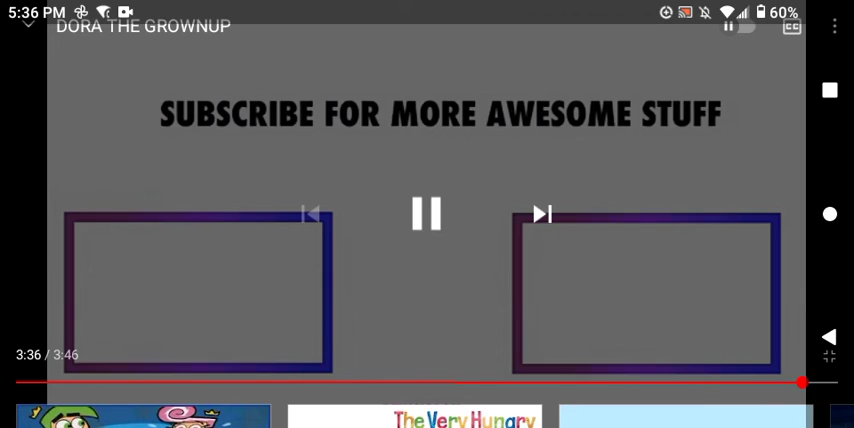 5:36 PM 60%
DORA THE GROWNUP
CC
SUBSCRIBE FOR MORE AWESOME STUFF
3:36 / 3:46
The Very Hungry